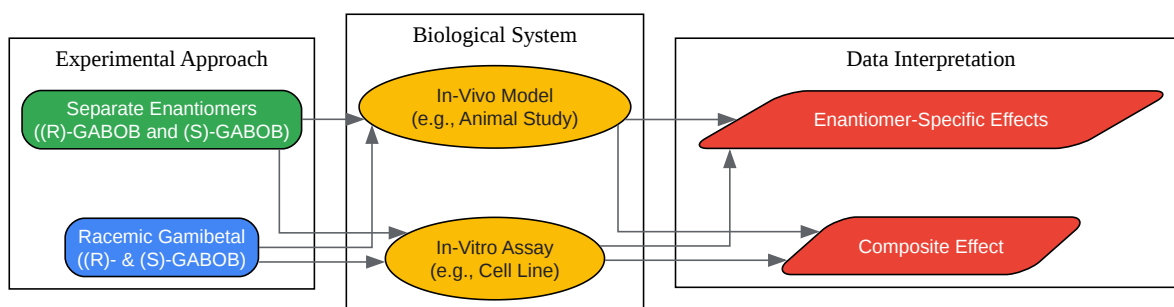 Experimental Approach
Separate Enantiomers
((R)-GABOB and (S)-GABOB)
Racemic Gamibetal
((R)- & (S)-GABOB)
Biological System
In-Vivo Model
(e.g., Animal Study)
In-Vitro Assay
(e.g., Cell Line)
Data Interpretation
Enantiomer-Specific Effects
Composite Effect